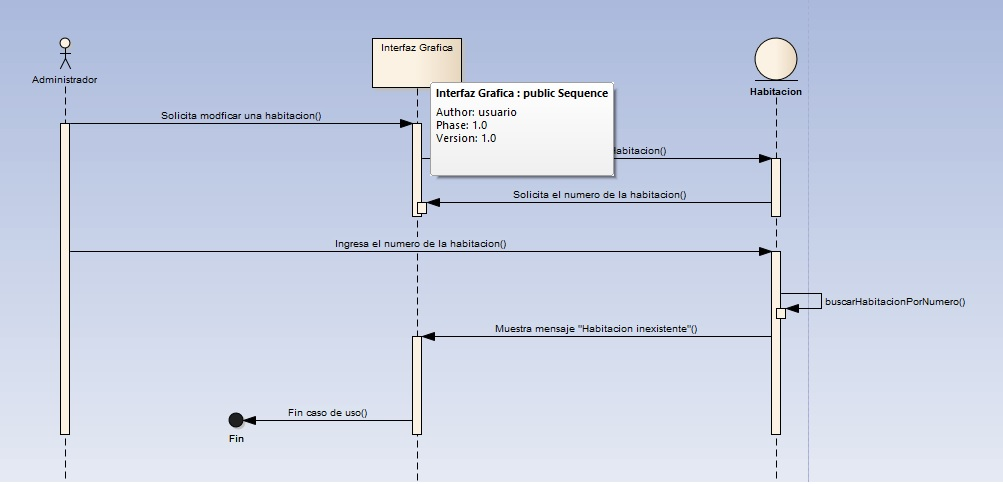 Interfaz Grafica
Administrador
Habitacion
Interfaz Grafica : public Sequence
Author: usuario
Phase: 1.0
Version: 1.0
Solicita modficar una habitacion()
Solicita el numero de la habitacion()
Ingresa el numero de la habitacion()
buscarHabitacionPorNumero()
Muestra mensaje "Habitacion inexistente"()
Fin caso de uso()
Fin